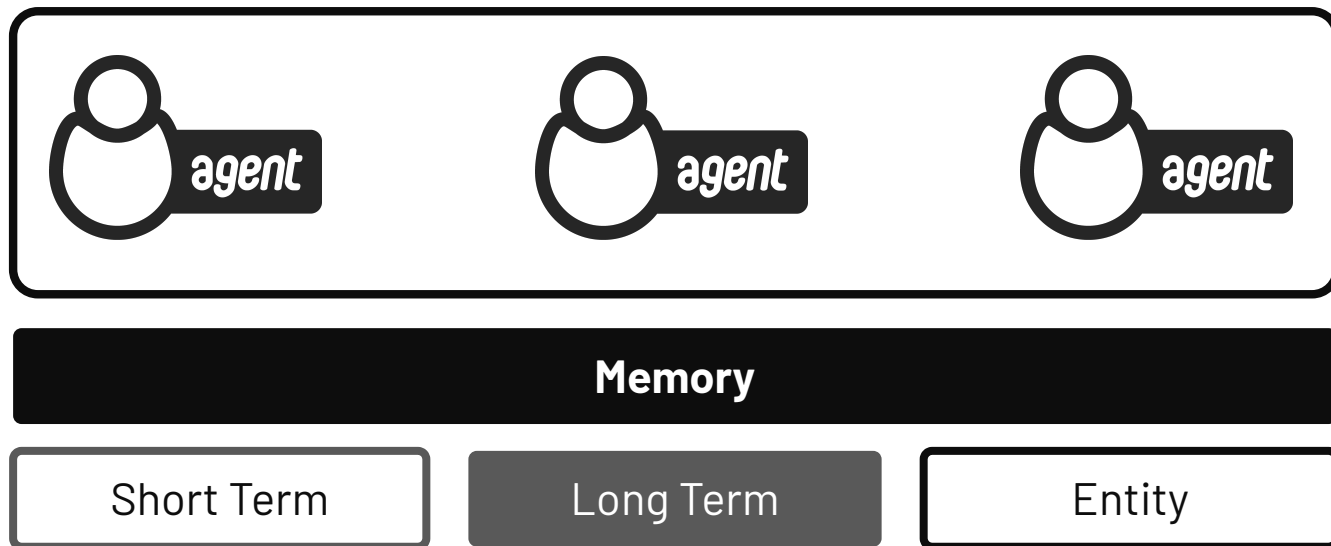 agent
agent
agent
Memory
Short Term
Long Term
Entity